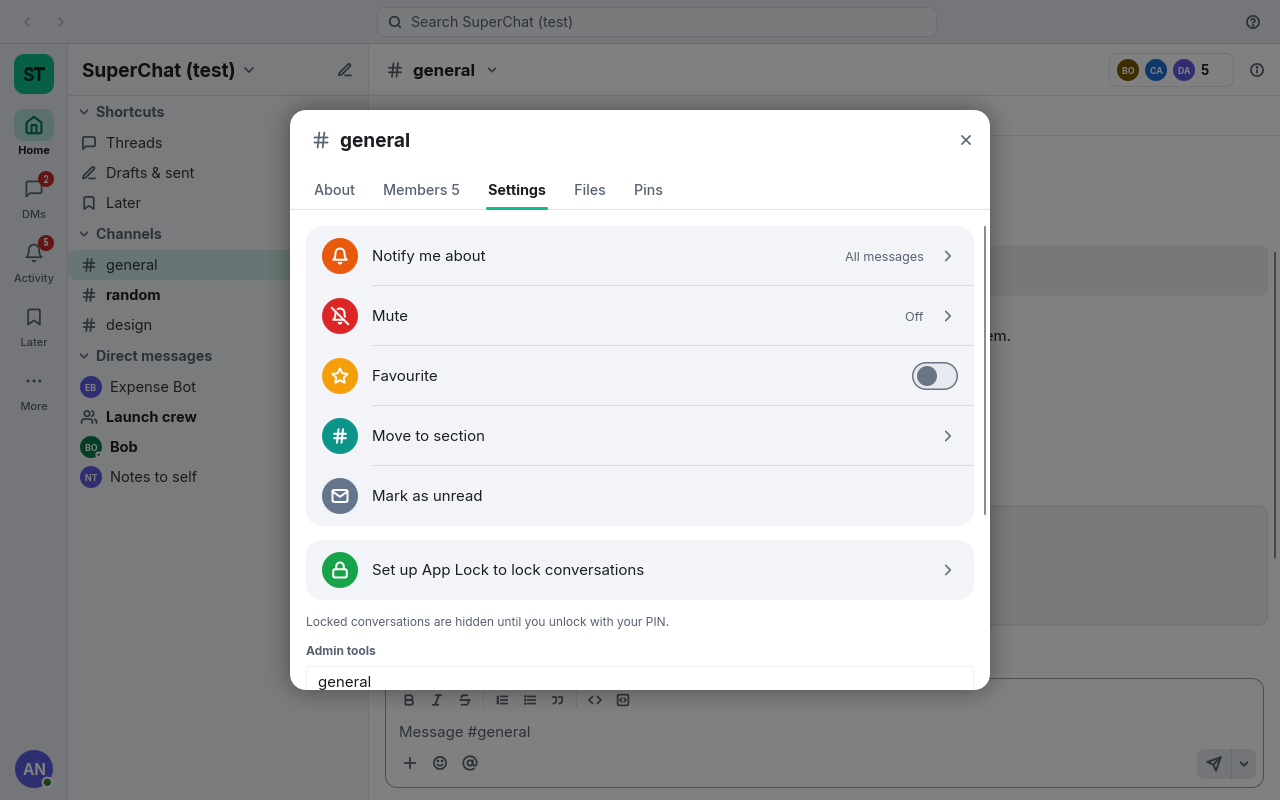 Search SuperChat (test)
ST
SuperChat (test)
general
BO CA DA 5
Home
2
DMs
5
Activity
Later
More
AN
Shortcuts
Threads
Drafts & sent
Later
Channels
general
random
design
Direct messages
EB Expense Bot
Launch crew
BO Bob
NT Notes to self
general
About Members 5 Settings Files Pins
Notify me about All messages
Mute Off
Favourite
Move to section
Mark as unread
Set up App Lock to lock conversations
Locked conversations are hidden until you unlock with your PIN.
Admin tools
general
em.
Message #general